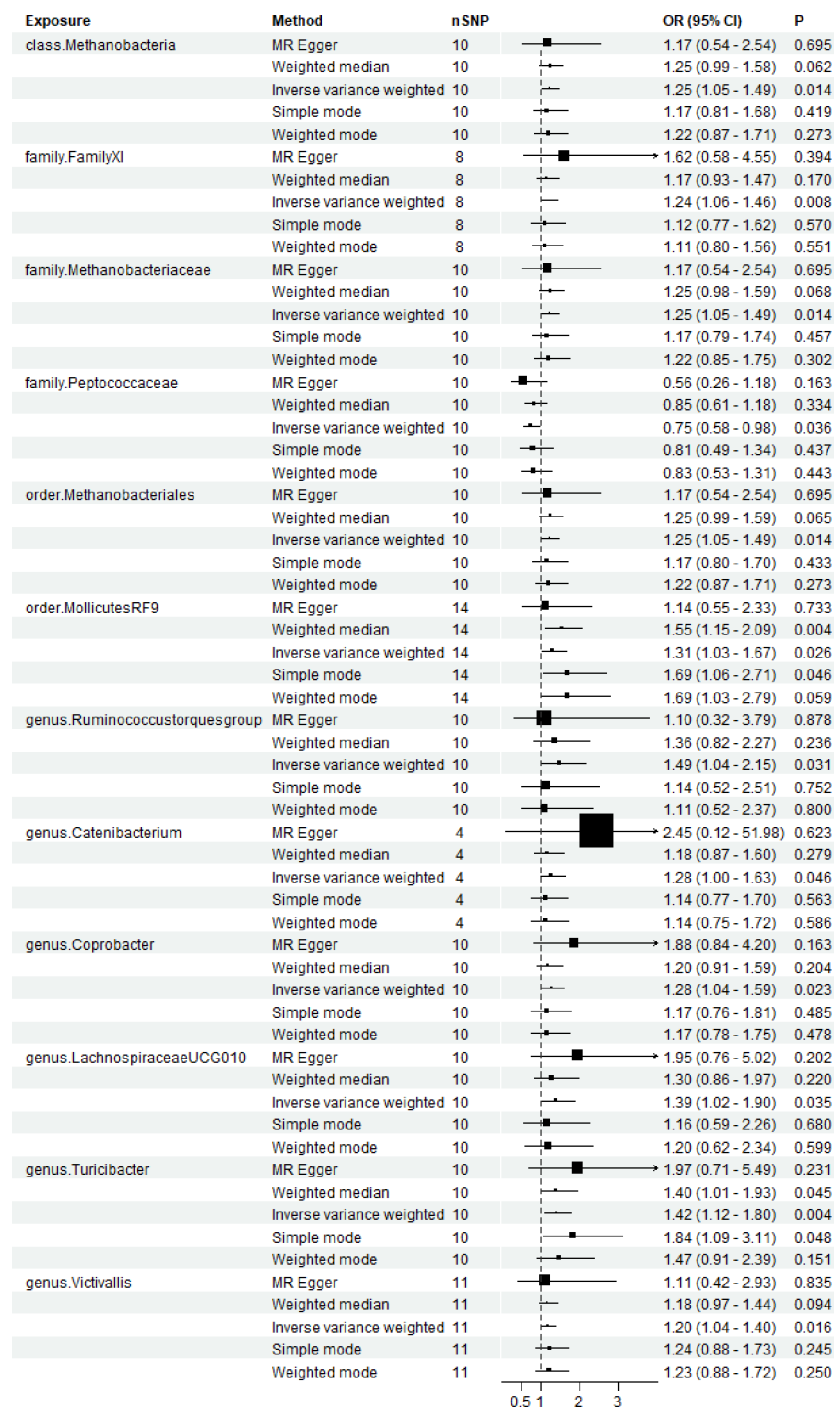 Exposure Method nSNP OR (95% CI) P
class.Methanobacteria MR Egger 10 1.17 (0.54 - 2.54) 0.695
Weighted median 10 1.25 (0.99 - 1.58) 0.062
Inverse variance weighted 10 1.25 (1.05 - 1.49) 0.014
Simple mode 10 1.17 (0.81 - 1.68) 0.419
Weighted mode 10 1.22 (0.87 - 1.71) 0.273
family.FamilyXI MR Egger 8 1.62 (0.58 - 4.55) 0.394
Weighted median 8 1.17 (0.93 - 1.47) 0.170
Inverse variance weighted 8 1.24 (1.06 - 1.46) 0.008
Simple mode 8 1.12 (0.77 - 1.62) 0.570
Weighted mode 8 1.11 (0.80 - 1.56) 0.551
family.Methanobacteriaceae MR Egger 10 1.17 (0.54 - 2.54) 0.695
Weighted median 10 1.25 (0.98 - 1.59) 0.068
Inverse variance weighted 10 1.25 (1.05 - 1.49) 0.014
Simple mode 10 1.17 (0.79 - 1.74) 0.457
Weighted mode 10 1.22 (0.85 - 1.75) 0.302
family.Peptococcaceae MR Egger 10 0.56 (0.26 - 1.18) 0.163
Weighted median 10 0.85 (0.61 - 1.18) 0.334
Inverse variance weighted 10 0.75 (0.58 - 0.98) 0.036
Simple mode 10 0.81 (0.49 - 1.34) 0.437
Weighted mode 10 0.83 (0.53 - 1.31) 0.443
order.Methanobacteriales MR Egger 10 1.17 (0.54 - 2.54) 0.695
Weighted median 10 1.25 (0.99 - 1.59) 0.065
Inverse variance weighted 10 1.25 (1.05 - 1.49) 0.014
Simple mode 10 1.17 (0.80 - 1.70) 0.433
Weighted mode 10 1.22 (0.87 - 1.71) 0.273
order.MollicutesRF9 MR Egger 14 1.14 (0.55 - 2.33) 0.733
Weighted median 14 1.55 (1.15 - 2.09) 0.004
Inverse variance weighted 14 1.31 (1.03 - 1.67) 0.026
Simple mode 14 1.69 (1.06 - 2.71) 0.046
Weighted mode 14 1.69 (1.03 - 2.79) 0.059
genus.Ruminococcustorquesgroup MR Egger 10 1.10 (0.32 - 3.79) 0.878
Weighted median 10 1.36 (0.82 - 2.27) 0.236
Inverse variance weighted 10 1.49 (1.04 - 2.15) 0.031
Simple mode 10 1.14 (0.52 - 2.51) 0.752
Weighted mode 10 1.11 (0.52 - 2.37) 0.800
genus.Catenibacterium MR Egger 4 2.45 (0.12 - 51.98) 0.623
Weighted median 4 1.18 (0.87 - 1.60) 0.279
Inverse variance weighted 4 1.28 (1.00 - 1.63) 0.046
Simple mode 4 1.14 (0.77 - 1.70) 0.563
Weighted mode 4 1.14 (0.75 - 1.72) 0.586
genus.Coprobacter MR Egger 10 1.88 (0.84 - 4.20) 0.163
Weighted median 10 1.20 (0.91 - 1.59) 0.204
Inverse variance weighted 10 1.28 (1.04 - 1.59) 0.023
Simple mode 10 1.17 (0.76 - 1.81) 0.485
Weighted mode 10 1.17 (0.78 - 1.75) 0.478
genus.LachnospiraceaeUCG010 MR Egger 10 1.95 (0.76 - 5.02) 0.202
Weighted median 10 1.30 (0.86 - 1.97) 0.220
Inverse variance weighted 10 1.39 (1.02 - 1.90) 0.035
Simple mode 10 1.16 (0.59 - 2.26) 0.680
Weighted mode 10 1.20 (0.62 - 2.34) 0.599
genus.Turicibacter MR Egger 10 1.97 (0.71 - 5.49) 0.231
Weighted median 10 1.40 (1.01 - 1.93) 0.045
Inverse variance weighted 10 1.42 (1.12 - 1.80) 0.004
Simple mode 10 1.84 (1.09 - 3.11) 0.048
Weighted mode 10 1.47 (0.91 - 2.39) 0.151
genus.Victivallis MR Egger 11 1.11 (0.42 - 2.93) 0.835
Weighted median 11 1.18 (0.97 - 1.44) 0.094
Inverse variance weighted 11 1.20 (1.04 - 1.40) 0.016
Simple mode 11 1.24 (0.88 - 1.73) 0.245
Weighted mode 11 1.23 (0.88 - 1.72) 0.250
0.5 1 2 3